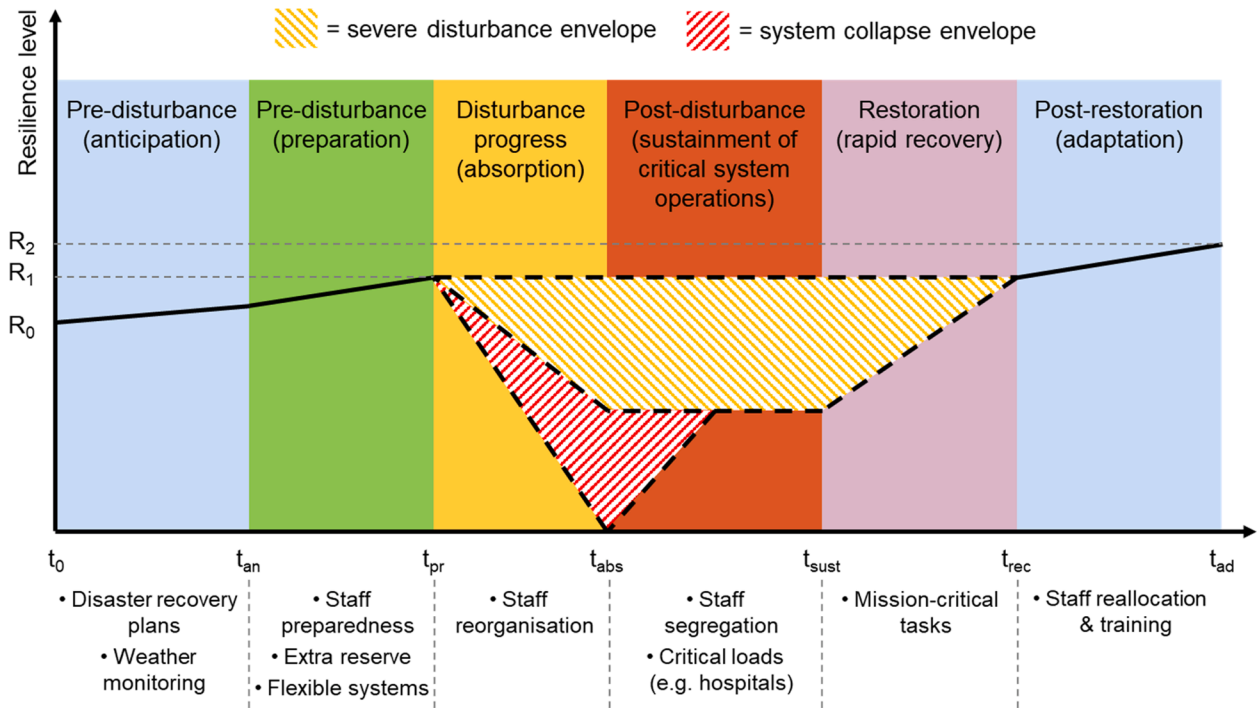 Resilience level
= severe disturbance envelope
= system collapse envelope
Pre-disturbance
(anticipation)
Pre-disturbance
(preparation)
Disturbance
progress
(absorption)
Post-disturbance
(sustainment of
critical system
operations)
Restoration
(rapid recovery)
Post-restoration
(adaptation)
R2
R1
R0
t0
tan
tpr
tabs
tsust
trec
tad
• Disaster recovery
plans
• Weather
monitoring
• Staff
preparedness
• Extra reserve
• Flexible systems
• Staff
reorganisation
• Staff
segregation
• Critical loads
(e.g. hospitals)
• Mission-critical
tasks
• Staff reallocation
& training